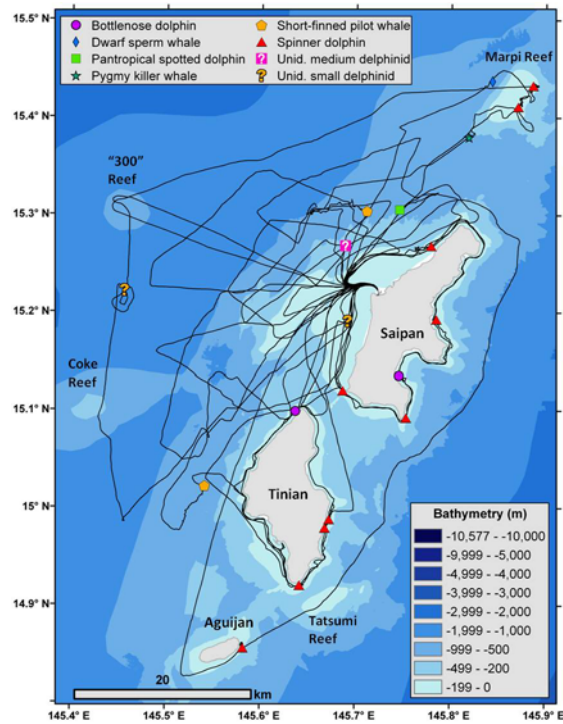 15.5° N
Bottlenose dolphin
Dwarf sperm whale
Pantropical spotted dolphin
Pygmy killer whale
Short-finned pilot whale
Spinner dolphin
? Unid. medium delphinid
? Unid. small delphinid
Marpi Reef
15.4° N
"300"
Reef
15.3° N
?
?
15.2° N
?
Saipan
Coke
Reef
15.1° N
Tinian
15° N
Bathymetry (m)
-10,577 - -10,000
-9,999 - -5,000
-4,999 - -4,000
-3,999 - -3,000
-2,999 - -2,000
-1,999 - -1,000
-999 - -500
-499 - -200
-199 - 0
14.9° N
Aguijan
Tatsumi
Reef
20
km
14.8° N
145.4° E
145.5° E
145.6° E
145.7° E
145.8° E
145.9° E